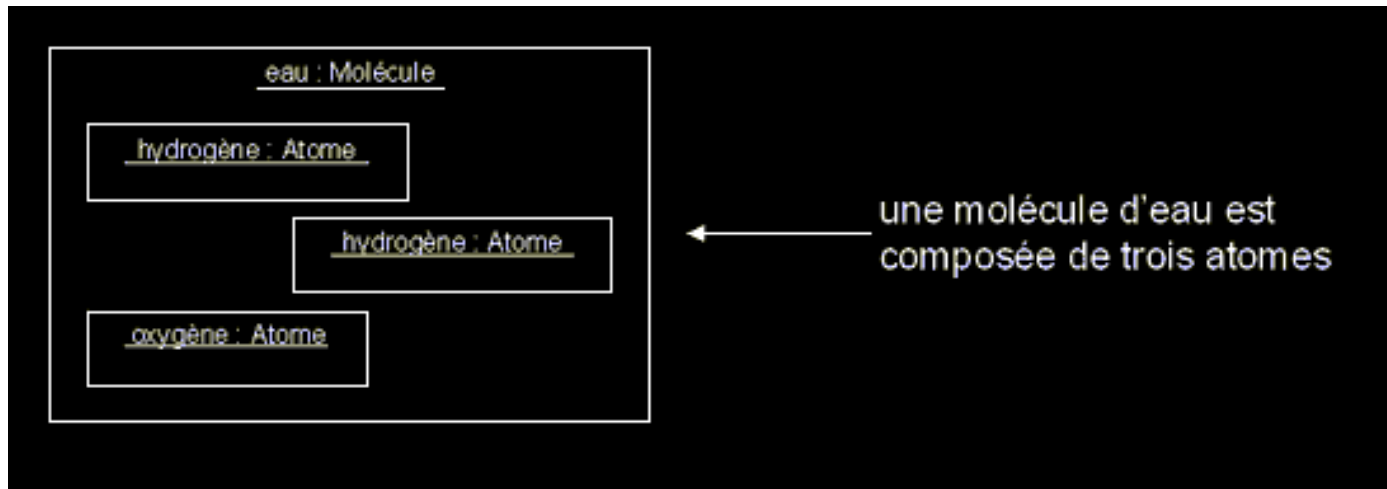 eau : Molécule
hydrogène : Atome
hydrogène : Atome
oxygène : Atome
une molécule d'eau est
composée de trois atomes